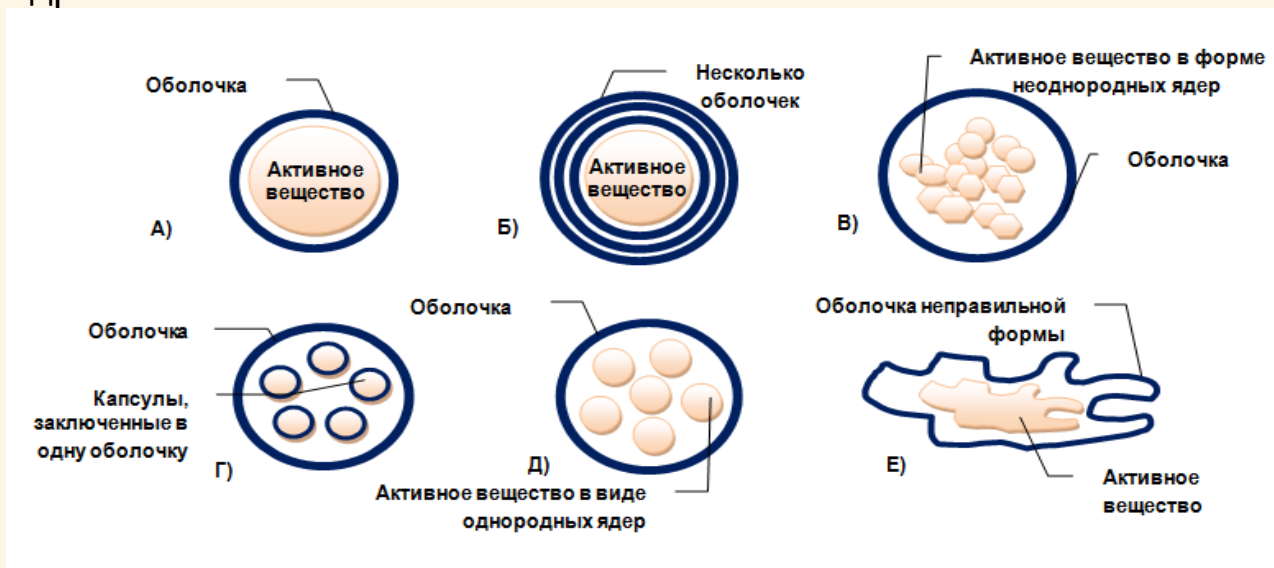 Оболочка
Активное
вещество
А)
Несколько
оболочек
Активное
вещество
Б)
Активное вещество в форме
неоднородных ядер
Оболочка
В)
Оболочка
Капсулы,
заключенные в
одну оболочку
Г)
Оболочка
Д)
Активное вещество в виде
однородных ядер
Оболочка неправильной
формы
Е)
Активное
вещество